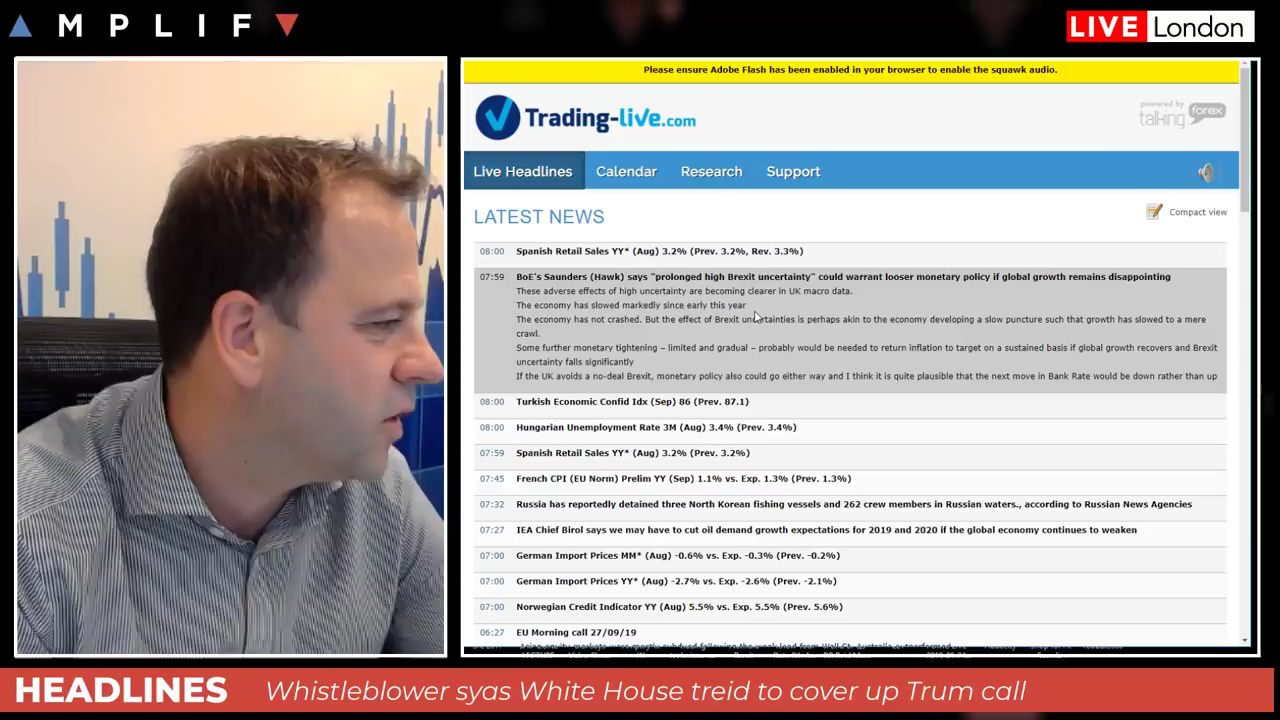 MPLIF
LIVE London
Please ensure Adobe Flash has been enabled in your browser to enable the squawk audio.
Trading-live.com
powered by
talking forex
Live Headlines Calendar Research Support
LATEST NEWS
Compact view
08:00 Spanish Retail Sales YY* (Aug) 3.2% (Prev. 3.2%, Rev. 3.3%)
07:59 BoE's Saunders (Hawk) says "prolonged high Brexit uncertainty" could warrant looser monetary policy if global growth remains disappointing
These adverse effects of high uncertainty are becoming clearer in UK macro data.
The economy has slowed markedly since early this year
The economy has not crashed. But the effect of Brexit uncertainties is perhaps akin to the economy developing a slow puncture such that growth has slowed to a mere
crawl.
Some further monetary tightening – limited and gradual – probably would be needed to return inflation to target on a sustained basis if global growth recovers and Brexit
uncertainty falls significantly
If the UK avoids a no-deal Brexit, monetary policy also could go either way and I think it is quite plausible that the next move in Bank Rate would be down rather than up
08:00 Turkish Economic Confid Idx (Sep) 86 (Prev. 87.1)
08:00 Hungarian Unemployment Rate 3M (Aug) 3.4% (Prev. 3.4%)
07:59 Spanish Retail Sales YY* (Aug) 3.2% (Prev. 3.2%)
07:45 French CPI (EU Norm) Prelim YY (Sep) 1.1% vs. Exp. 1.3% (Prev. 1.3%)
07:32 Russia has reportedly detained three North Korean fishing vessels and 262 crew members in Russian waters., according to Russian News Agencies
07:27 IEA Chief Birol says we may have to cut oil demand growth expectations for 2019 and 2020 if the global economy continues to weaken
07:00 German Import Prices MM* (Aug) -0.6% vs. Exp. -0.3% (Prev. -0.2%)
07:00 German Import Prices YY* (Aug) -2.7% vs. Exp. -2.6% (Prev. -2.1%)
07:00 Norwegian Credit Indicator YY (Aug) 5.5% vs. Exp. 5.5% (Prev. 5.6%)
06:27 EU Morning call 27/09/19
Asian equity markets were mostly subdued following the weak lead from Wall St, Australia outperformed
HEADLINES Whistleblower syas White House treid to cover up Trum call